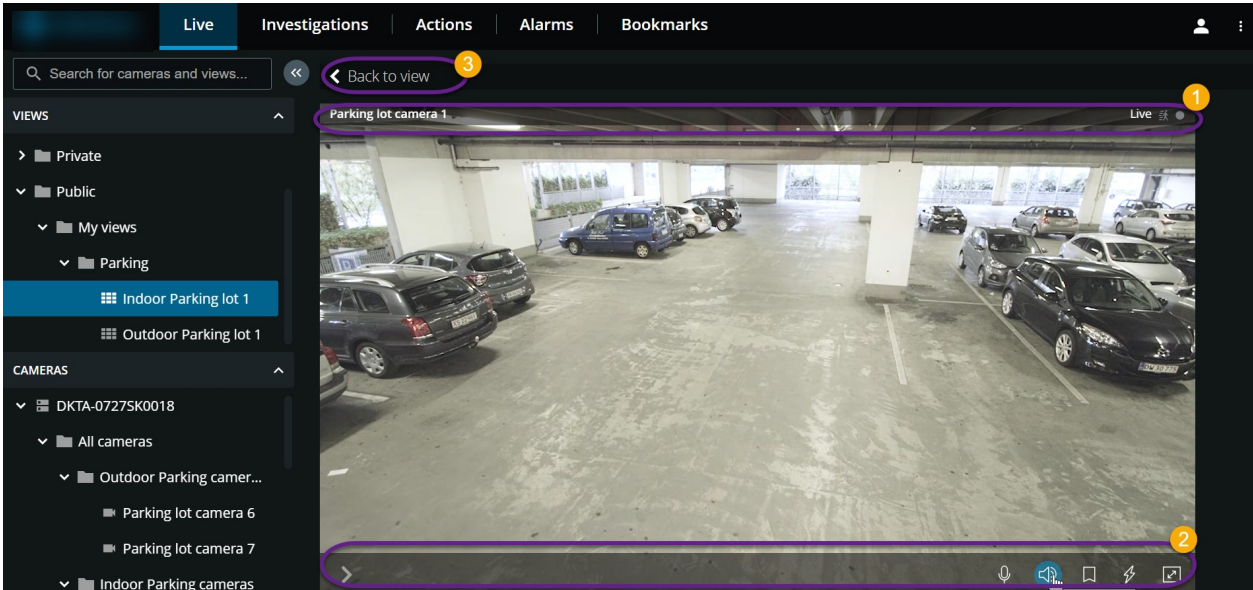 Live
Investigations
Actions
Alarms
Bookmarks
Search for cameras and views...
Back to view
3
1
VIEWS
Parking lot camera 1
Live
Private
Public
My views
Parking
Indoor Parking lot 1
Outdoor Parking lot 1
CAMERAS
DKTA-0727SK0018
All cameras
Outdoor Parking camer...
Parking lot camera 6
Parking lot camera 7
2
Indoor Parking cameras